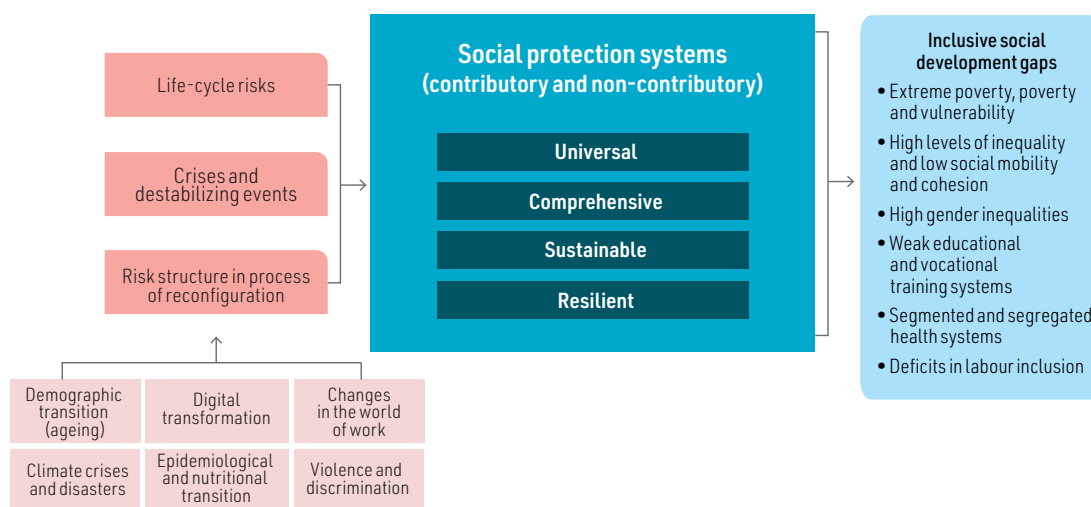 Life-cycle risks
Crises and
destabilizing events
Risk structure in process
of reconfiguration
Demographic
transition
(ageing)
Digital
transformation
Changes
in the world
of work
Climate crises
and disasters
Epidemiological
and nutritional
transition
Violence and
discrimination
Social protection systems
(contributory and non-contributory)
Universal
Comprehensive
Sustainable
Resilient
Inclusive social
development gaps
• Extreme poverty, poverty
and vulnerability
• High levels of inequality
and low social mobility
and cohesion
• High gender inequalities
• Weak educational
and vocational
training systems
• Segmented and segregated
health systems
• Deficits in labour inclusion